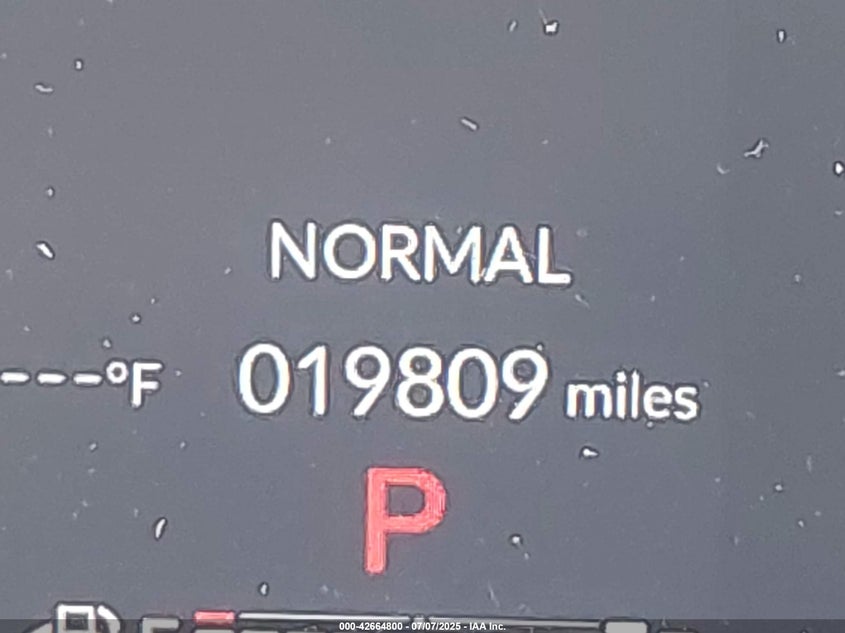 NORMAL
---°F 019809 miles
P
E
000-42664800 - 07/07/2025 - IAA Inc.